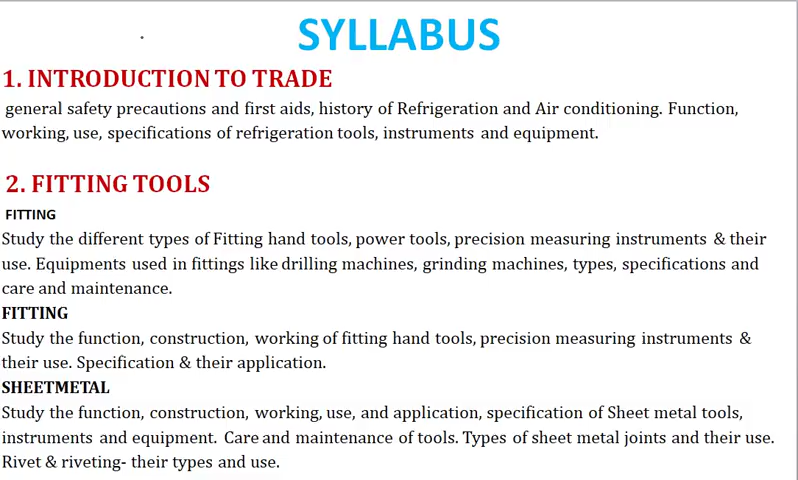 SYLLABUS
1. INTRODUCTION TO TRADE
general safety precautions and first aids, history of Refrigeration and Air conditioning. Function,
working, use, specifications of refrigeration tools, instruments and equipment.
2. FITTING TOOLS
FITTING
Study the different types of Fitting hand tools, power tools, precision measuring instruments & their
use. Equipments used in fittings like drilling machines, grinding machines, types, specifications and
care and maintenance.
FITTING
Study the function, construction, working of fitting hand tools, precision measuring instruments &
their use. Specification & their application.
SHEETMETAL
Study the function, construction, working, use, and application, specification of Sheet metal tools,
instruments and equipment. Care and maintenance of tools. Types of sheet metal joints and their use.
Rivet & riveting- their types and use.